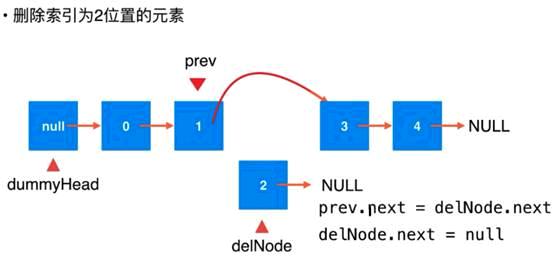 • 删除索引为2位置的元素
prev
null
0
1
3
4
NULL
dummyHead
2
NULL
prev.next = delNode.next
delNode.next = null
delNode